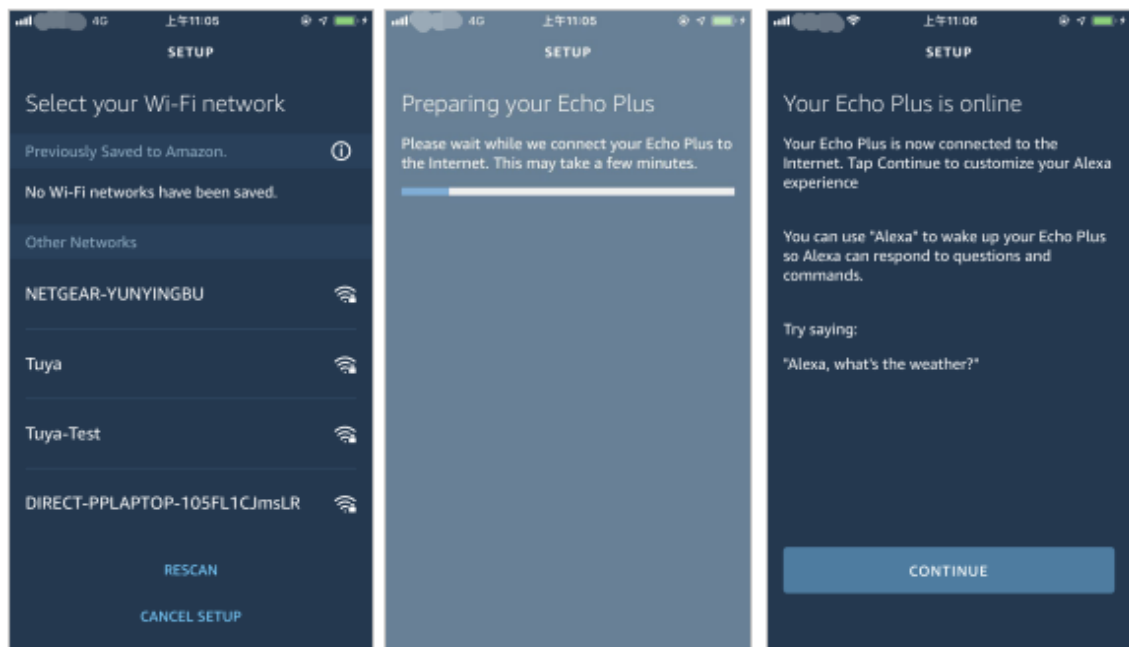 4G 上午11:05
SETUP
Select your Wi-Fi network
Previously Saved to Amazon.
No Wi-Fi networks have been saved.
Other Networks
NETGEAR-YUNYINGBU
Tuya
Tuya-Test
DIRECT-PPLAPTOP-105FL1CJmsLR
RESCAN
CANCEL SETUP
4G 上午11:05
SETUP
Preparing your Echo Plus
Please wait while we connect your Echo Plus to
the Internet. This may take a few minutes.
上午11:06
SETUP
Your Echo Plus is online
Your Echo Plus is now connected to the
Internet. Tap Continue to customize your Alexa
experience
You can use "Alexa" to wake up your Echo Plus
so Alexa can respond to questions and
commands.
Try saying:
"Alexa, what's the weather?"
CONTINUE